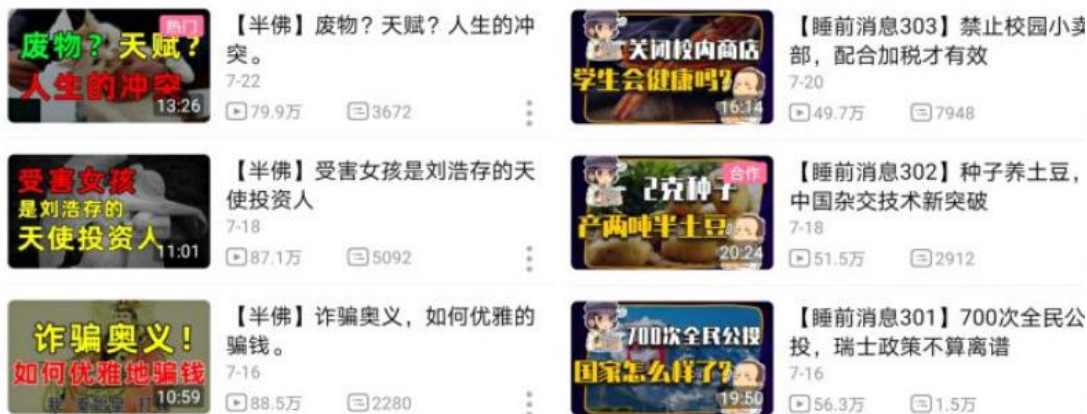 热门
废物？天赋？
人生的冲突
13:26
【半佛】废物？天赋？人生的冲
突。
7-22
79.9万 3672
受害女孩
是刘浩存的
天使投资人
11:01
【半佛】受害女孩是刘浩存的天
使投资人
7-18
87.1万 5092
诈骗奥义！
如何优雅地骗钱
10:59
【半佛】诈骗奥义，如何优雅的
骗钱。
7-16
88.5万 2280
关闭校内商店
学生会健康吗？
16:14
【睡前消息303】禁止校园小卖
部，配合加税才有效
7-20
49.7万 7948
合作
2克种子
产两吨半土豆
20:24
【睡前消息302】种子养土豆，
中国杂交技术新突破
7-18
51.5万 2912
700次全民公投
国家怎么样了？
19:50
【睡前消息301】700次全民公
投，瑞士政策不算离谱
7-16
56.3万 1.5万